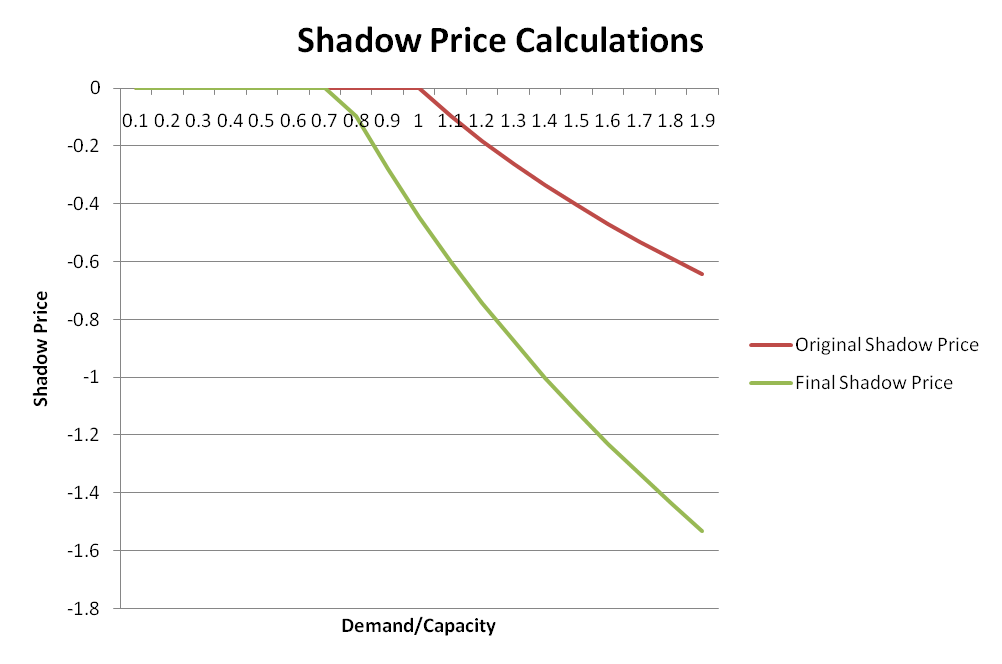 Shadow Price Calculations
0
0.1 0.2 0.3 0.4 0.5 0.6 0.7 0.8 0.9 1 1.1 1.2 1.3 1.4 1.5 1.6 1.7 1.8 1.9
-0.2
-0.4
-0.6
-0.8
-1
-1.2
-1.4
-1.6
-1.8
Shadow Price
Demand/Capacity
Original Shadow Price
Final Shadow Price